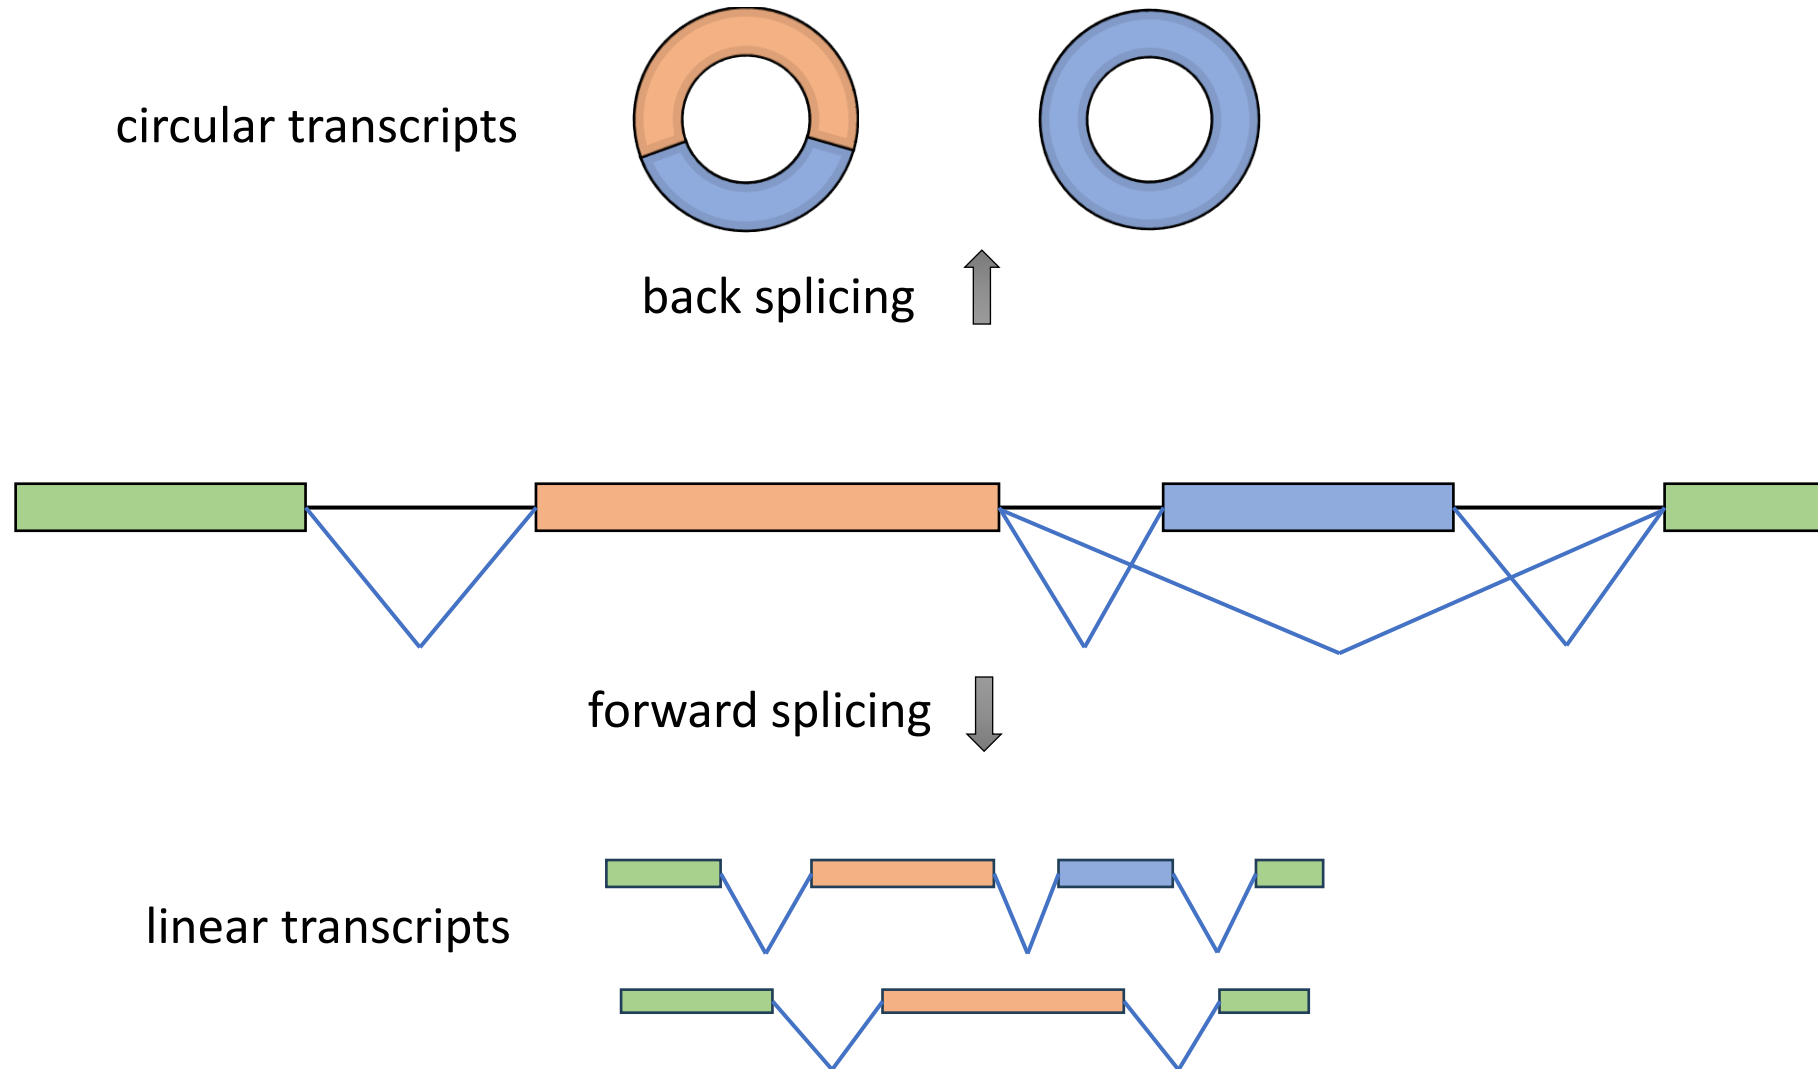 circular transcripts
back splicing
forward splicing
linear transcripts